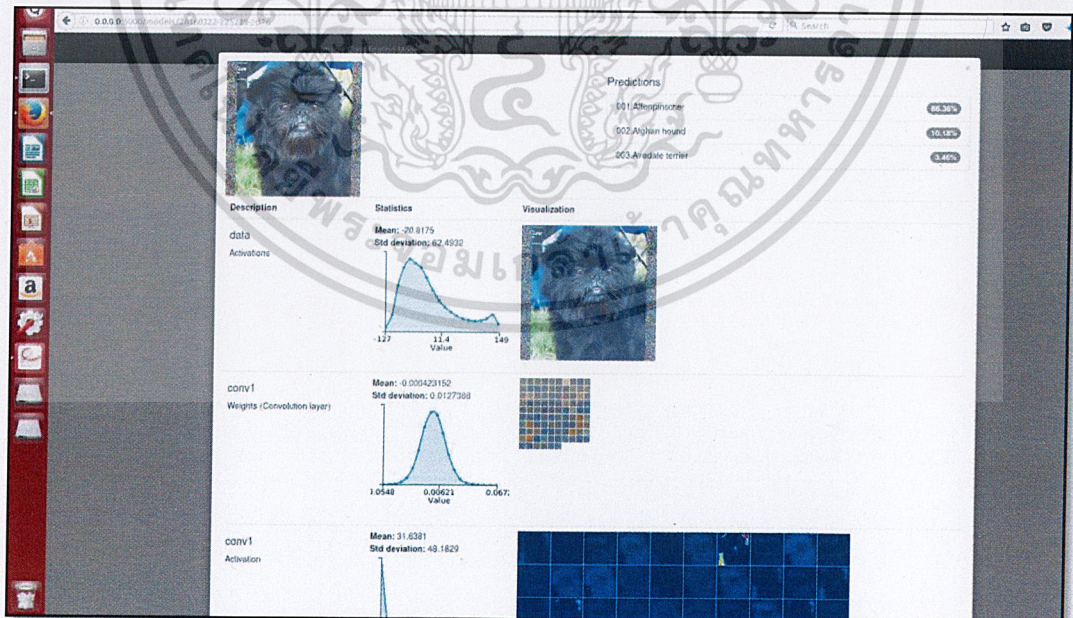 0.0.0.0:5000/models/
Search
Predictions
001.Affenpinscher
86.36%
002.Afghan hound
10.18%
003.Airedale terrier
3.46%
Description
Statistics
Visualization
data
Activations
Mean: -20.8175
Std deviation: 62.4932
-127
11.4
149
Value
conv1
Weights (Convolution layer)
Mean: -0.000423152
Std deviation: 0.0127388
0.00621
Value
conv1
Activation
Mean: 31.6381
Std deviation: 48.1829